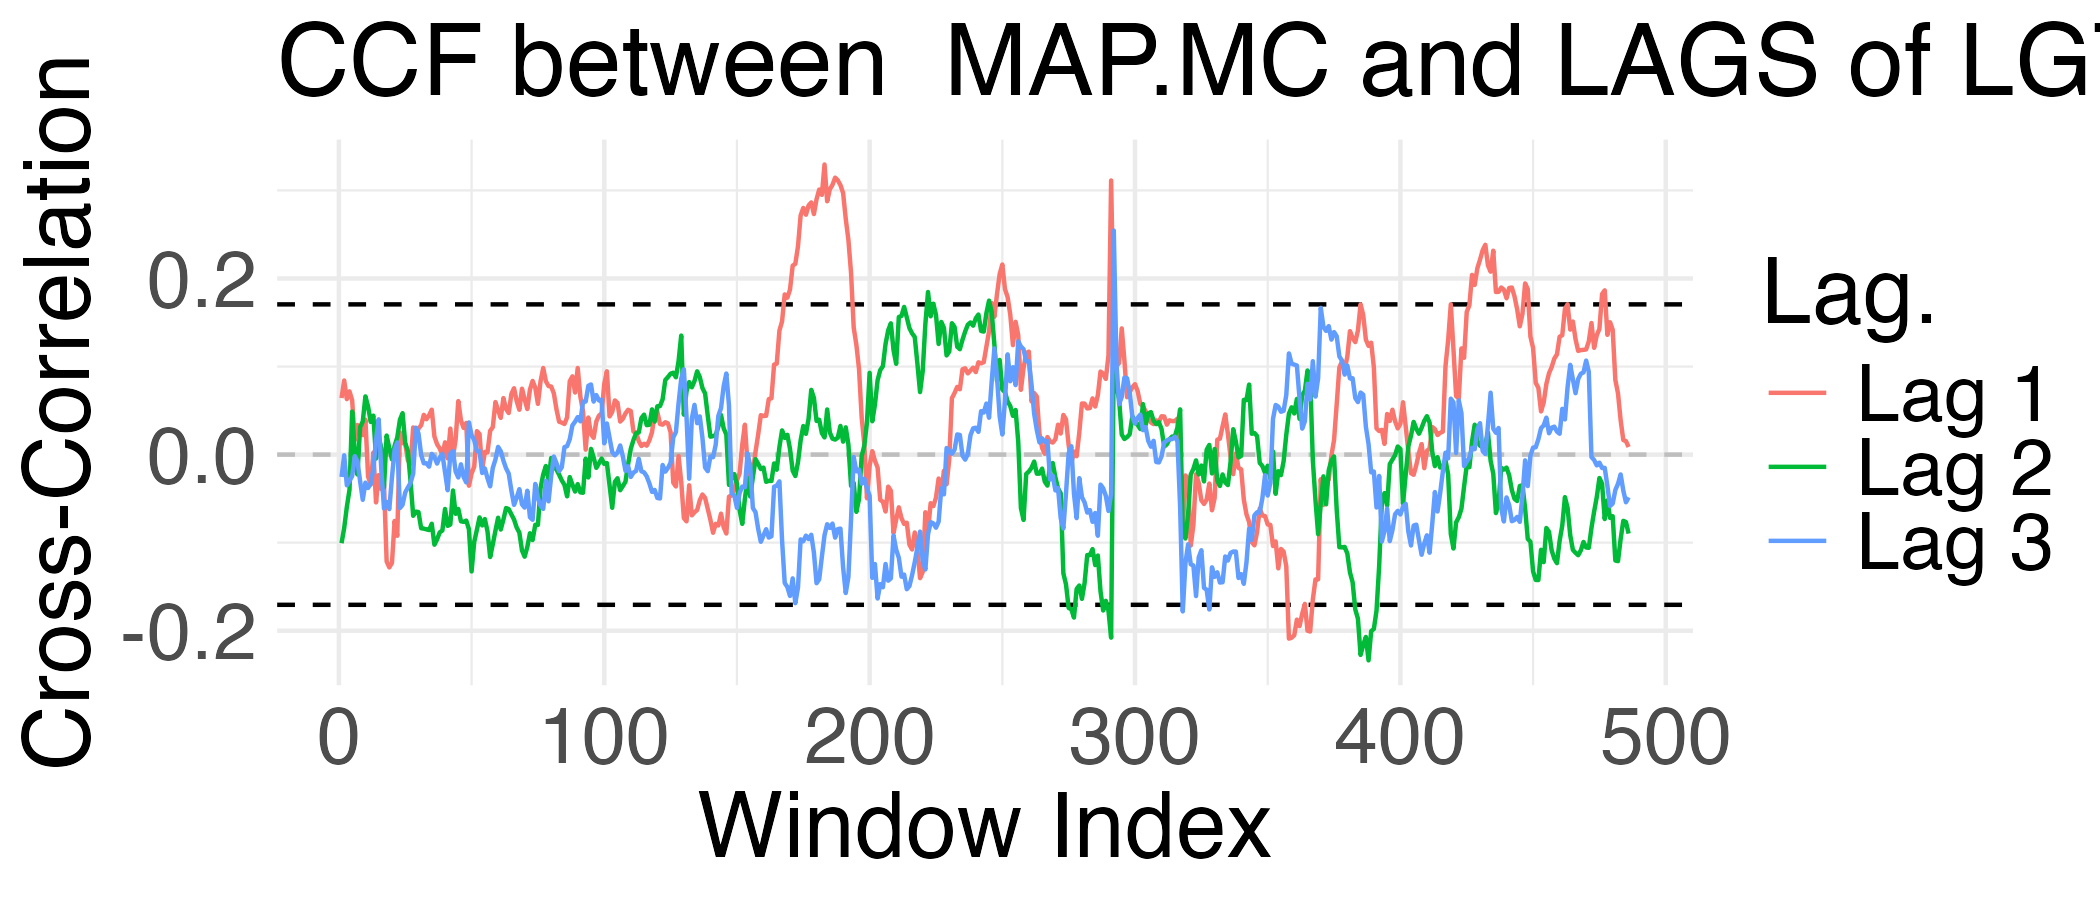 CCF between MAP.MC and LAGS of LG
Cross-Correlation
0.2
0.0
-0.2
0
100
200
300
400
500
Window Index
Lag.
Lag 1
Lag 2
Lag 3